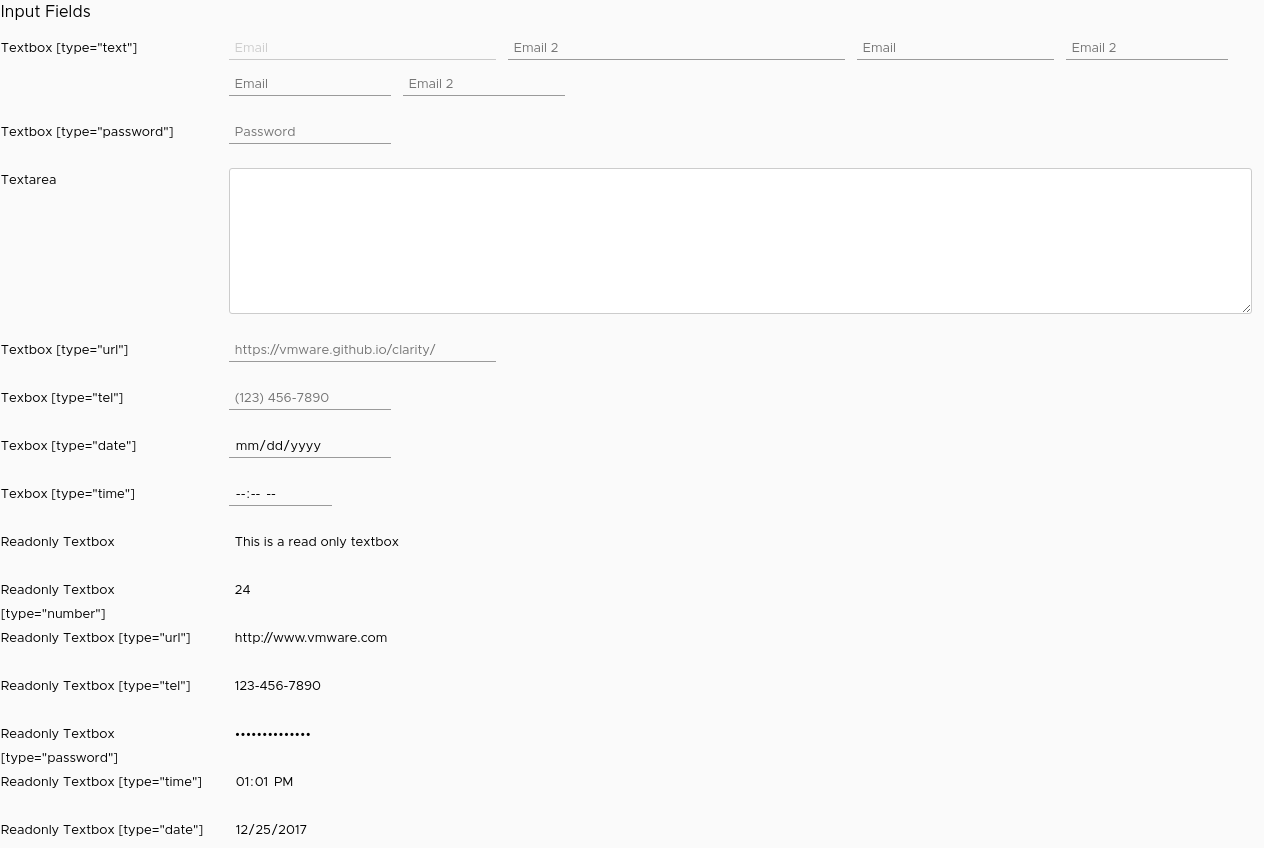 Input Fields
Textbox [type="text"] Email Email 2 Email Email 2
Email Email 2
Textbox [type="password"] Password
Textarea
Textbox [type="url"] https://vmware.github.io/clarity/
Texbox [type="tel"] (123) 456-7890
Texbox [type="date"] mm/dd/yyyy
Texbox [type="time"] --:-- --
Readonly Textbox This is a read only textbox
Readonly Textbox 24
[type="number"]
Readonly Textbox [type="url"] http://www.vmware.com
Readonly Textbox [type="tel"] 123-456-7890
Readonly Textbox ••••••••••••••
[type="password"]
Readonly Textbox [type="time"] 01:01 PM
Readonly Textbox [type="date"] 12/25/2017